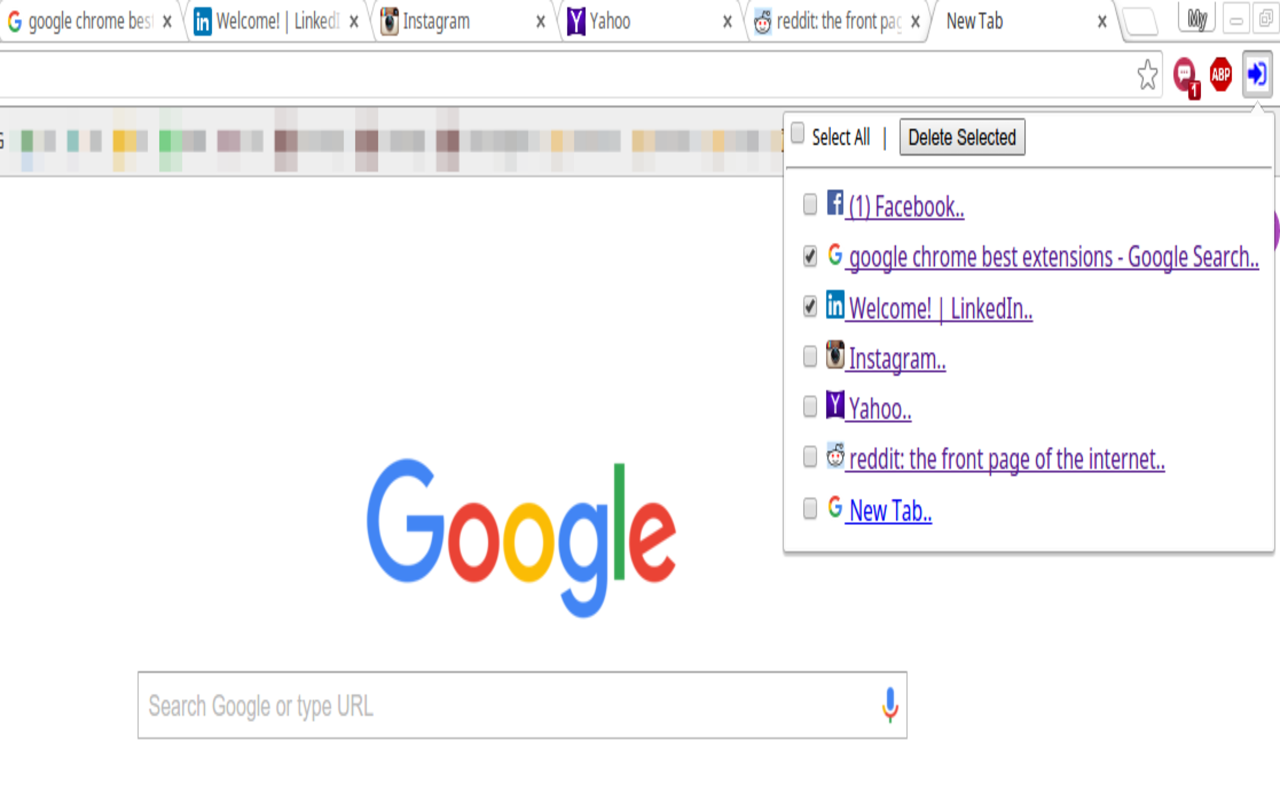 google chrome bes
Welcome! | LinkedI
Instagram
Yahoo
reddit: the front pag
New Tab
My
1
ABP
Select All | Delete Selected
(1) Facebook..
google chrome best extensions - Google Search..
in Welcome! | LinkedIn..
Instagram..
Y Yahoo..
reddit: the front page of the internet..
New Tab..
Google
Search Google or type URL